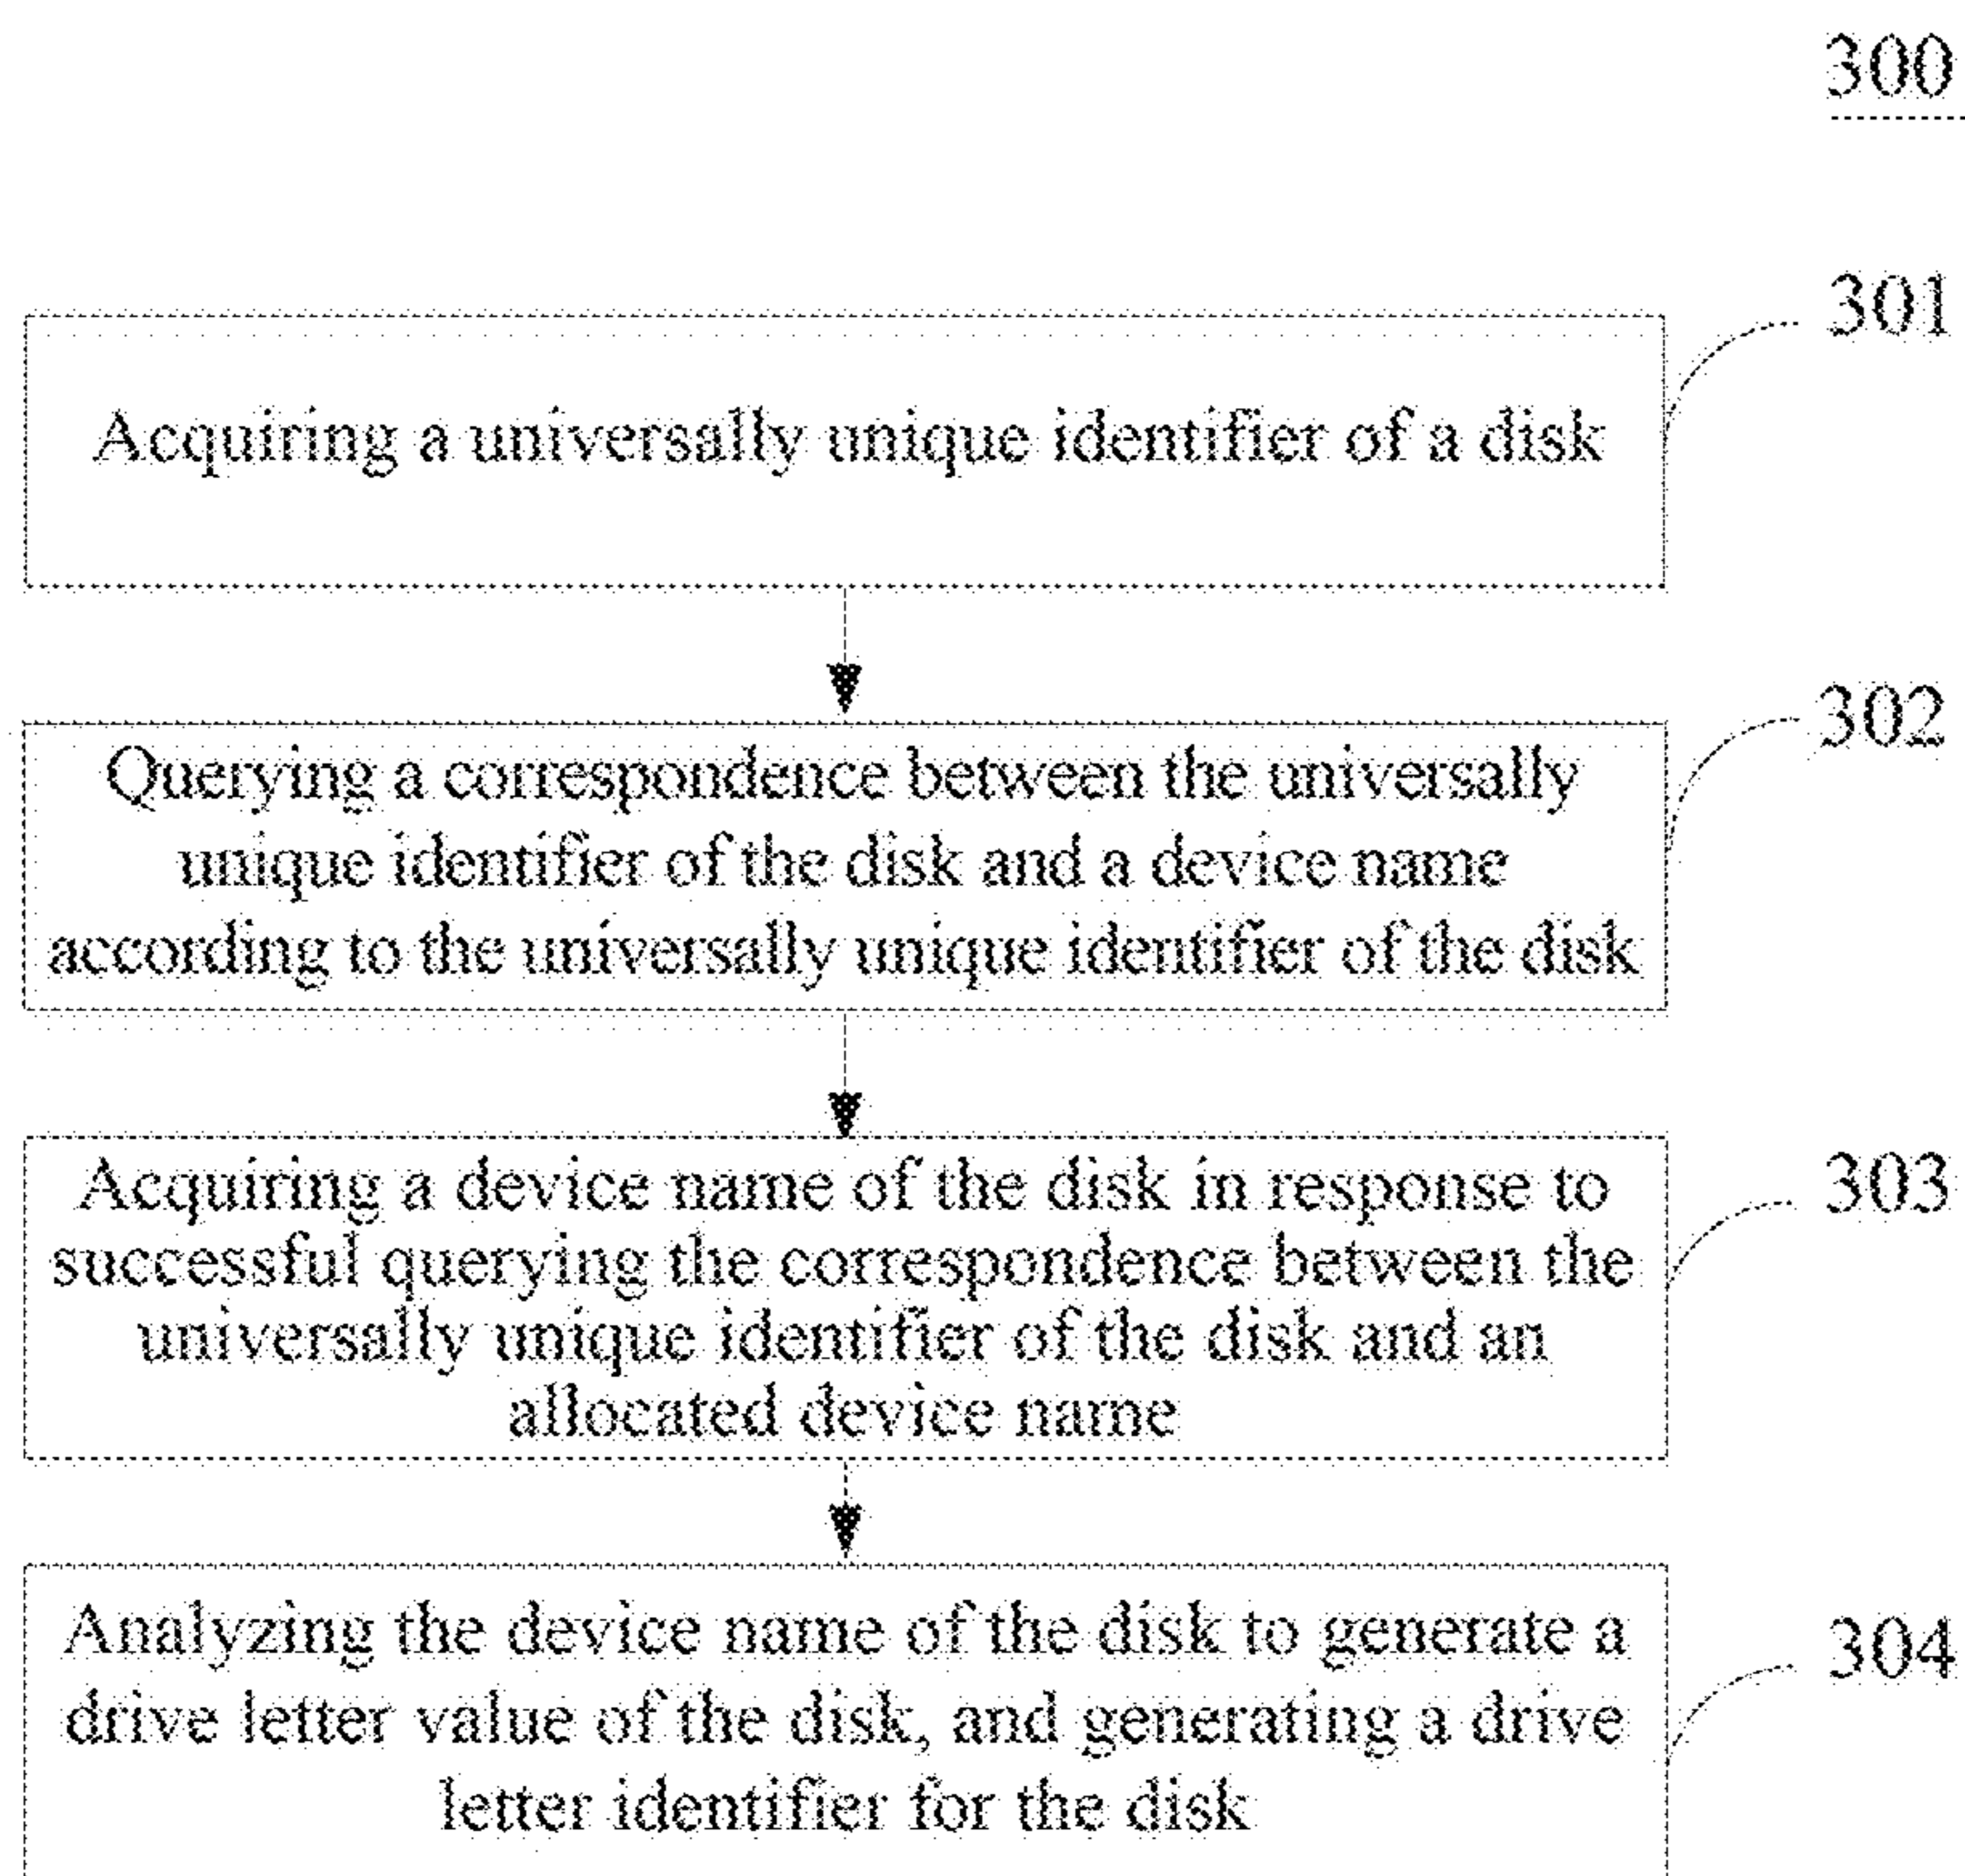 300
301
Acquiring a universally unique identifier of a disk
302
Querying a correspondence between the universally
unique identifier of the disk and a device name
according to the universally unique identifier of the disk
303
Acquiring a device name of the disk in response to
successful querying the correspondence between the
universally unique identifier of the disk and an
allocated device name
304
Analyzing the device name of the disk to generate a
drive letter value of the disk, and generating a drive
letter identifier for the disk